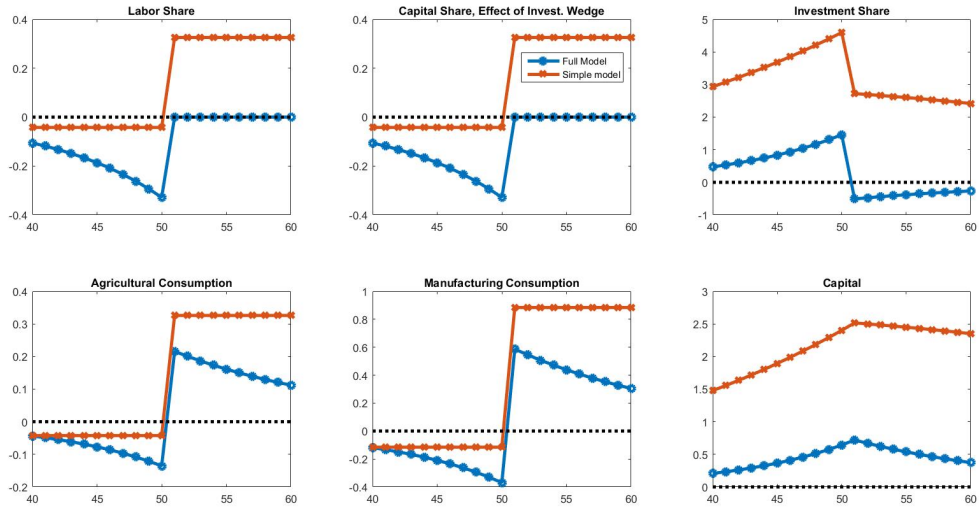 Labor Share
0.4
0.2
0
-0.2
-0.4
40 45 50 55 60
Capital Share, Effect of Invest. Wedge
0.4
0.2
0
-0.2
-0.4
40 45 50 55 60
Full Model
Simple model
Investment Share
5
4
3
2
1
0
-1
40 45 50 55 60
Agricultural Consumption
0.4
0.3
0.2
0.1
0
-0.1
-0.2
40 45 50 55 60
Manufacturing Consumption
1
0.8
0.6
0.4
0.2
0
-0.2
-0.4
40 45 50 55 60
Capital
3
2.5
2
1.5
1
0.5
0
40 45 50 55 60